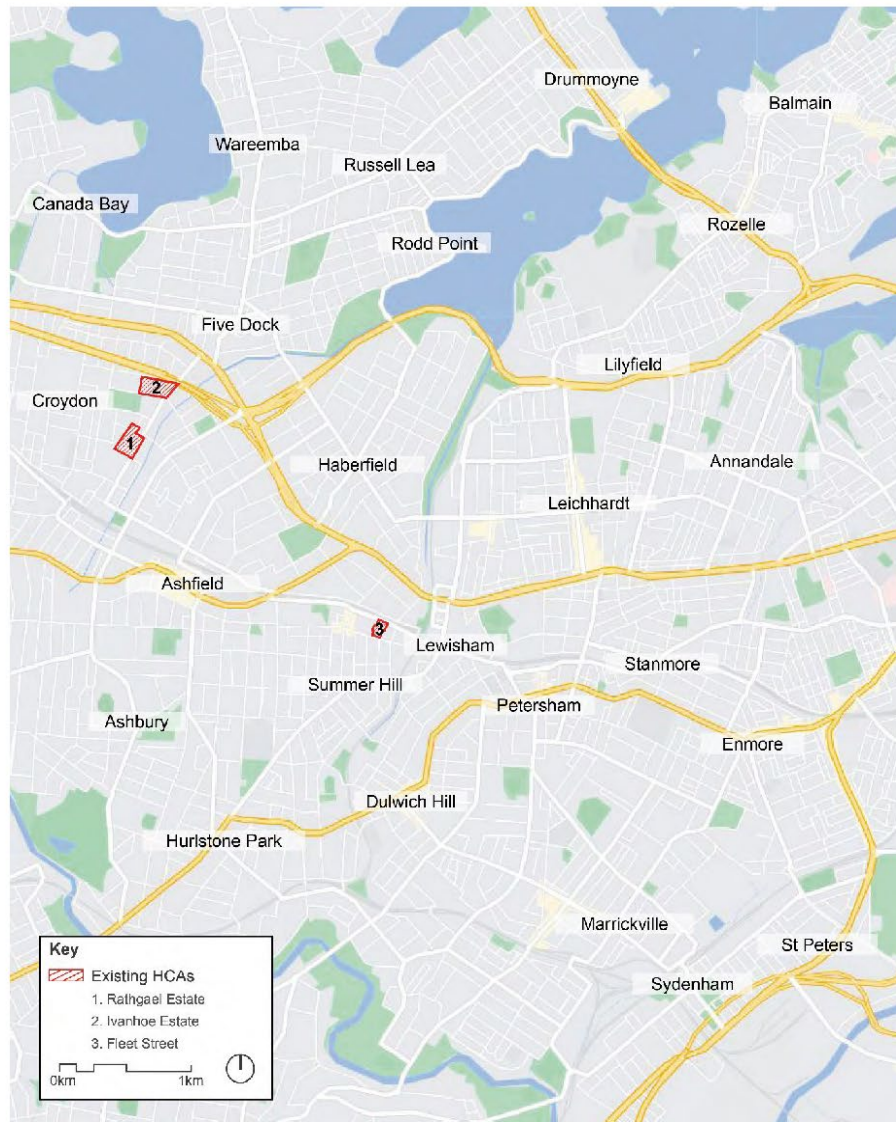 Drummoyne
Balmain
Wareemba
Russell Lea
Canada Bay
Rozelle
Rodd Point
Five Dock
Lilyfield
2
Croydon
1
Haberfield
Annandale
Leichhardt
Ashfield
3
Lewisham
Stanmore
Summer Hill
Petersham
Ashbury
Enmore
Dulwich Hill
Hurlstone Park
Marrickville
St Peters
Sydenham
Key
Existing HCAs
1. Rathgael Estate
2. Ivanhoe Estate
3. Fleet Street
0km 1km